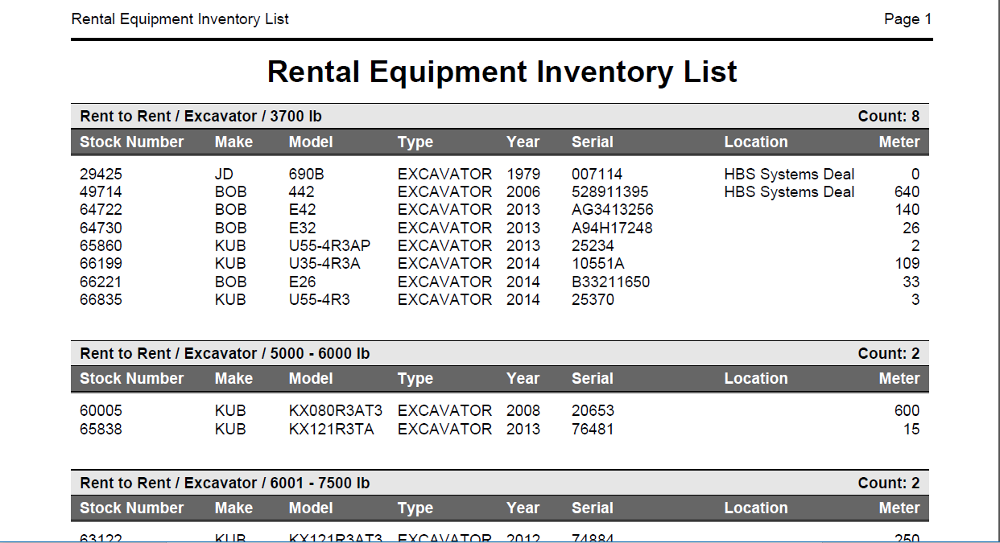 Rental Equipment Inventory List Page 1
Rental Equipment Inventory List
Rent to Rent / Excavator / 3700 lb Count: 8
Stock Number Make Model Type Year Serial Location Meter
29425 JD 690B EXCAVATOR 1979 007114 HBS Systems Deal 0
49714 BOB 442 EXCAVATOR 2006 528911395 HBS Systems Deal 640
64722 BOB E42 EXCAVATOR 2013 AG3413256 140
64730 BOB E32 EXCAVATOR 2013 A94H17248 26
65860 KUB U55-4R3AP EXCAVATOR 2013 25234 2
66199 KUB U35-4R3A EXCAVATOR 2014 10551A 109
66221 BOB E26 EXCAVATOR 2014 B33211650 33
66835 KUB U55-4R3 EXCAVATOR 2014 25370 3
Rent to Rent / Excavator / 5000 - 6000 lb Count: 2
Stock Number Make Model Type Year Serial Location Meter
60005 KUB KX080R3AT3 EXCAVATOR 2008 20653 600
65838 KUB KX121R3TA EXCAVATOR 2013 76481 15
Rent to Rent / Excavator / 6001 - 7500 lb Count: 2
Stock Number Make Model Type Year Serial Location Meter
63122 KUB KX121R3AT3 EXCAVATOR 2012 74884 250